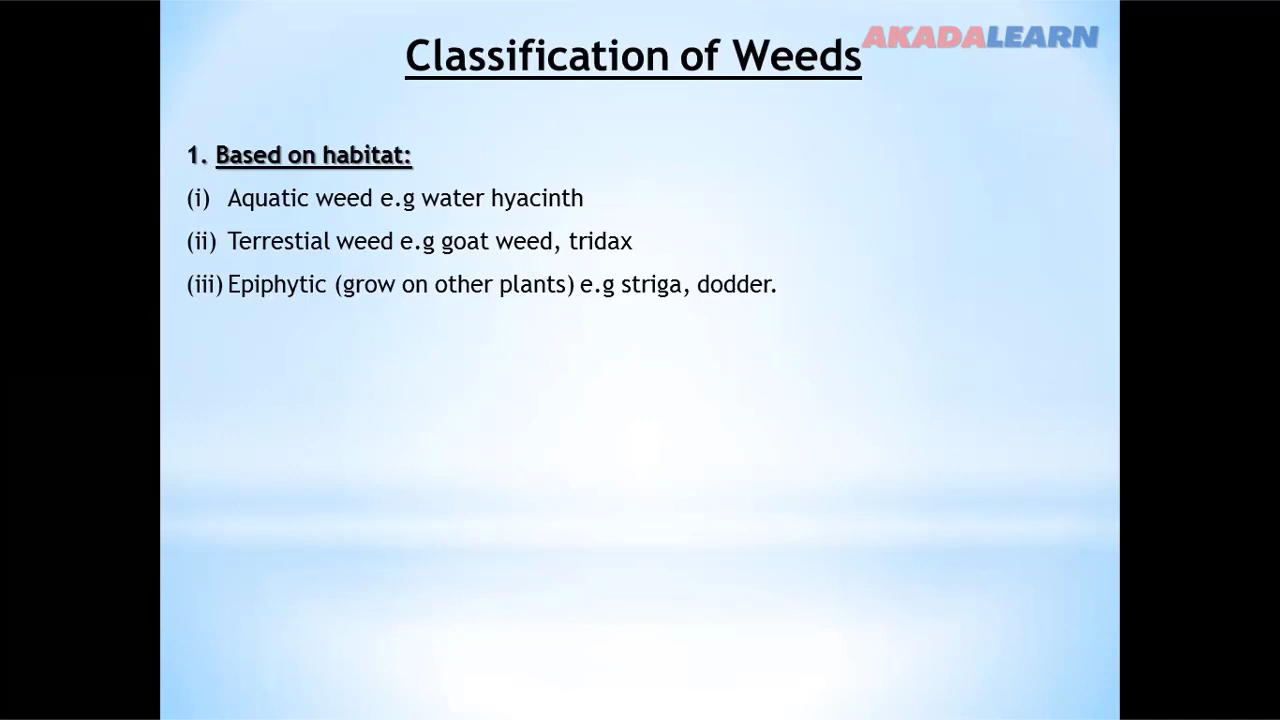 Classification of Weeds
AKADALEARN
1. Based on habitat:
(i) Aquatic weed e.g water hyacinth
(ii) Terrestial weed e.g goat weed, tridax
(iii) Epiphytic (grow on other plants) e.g striga, dodder.